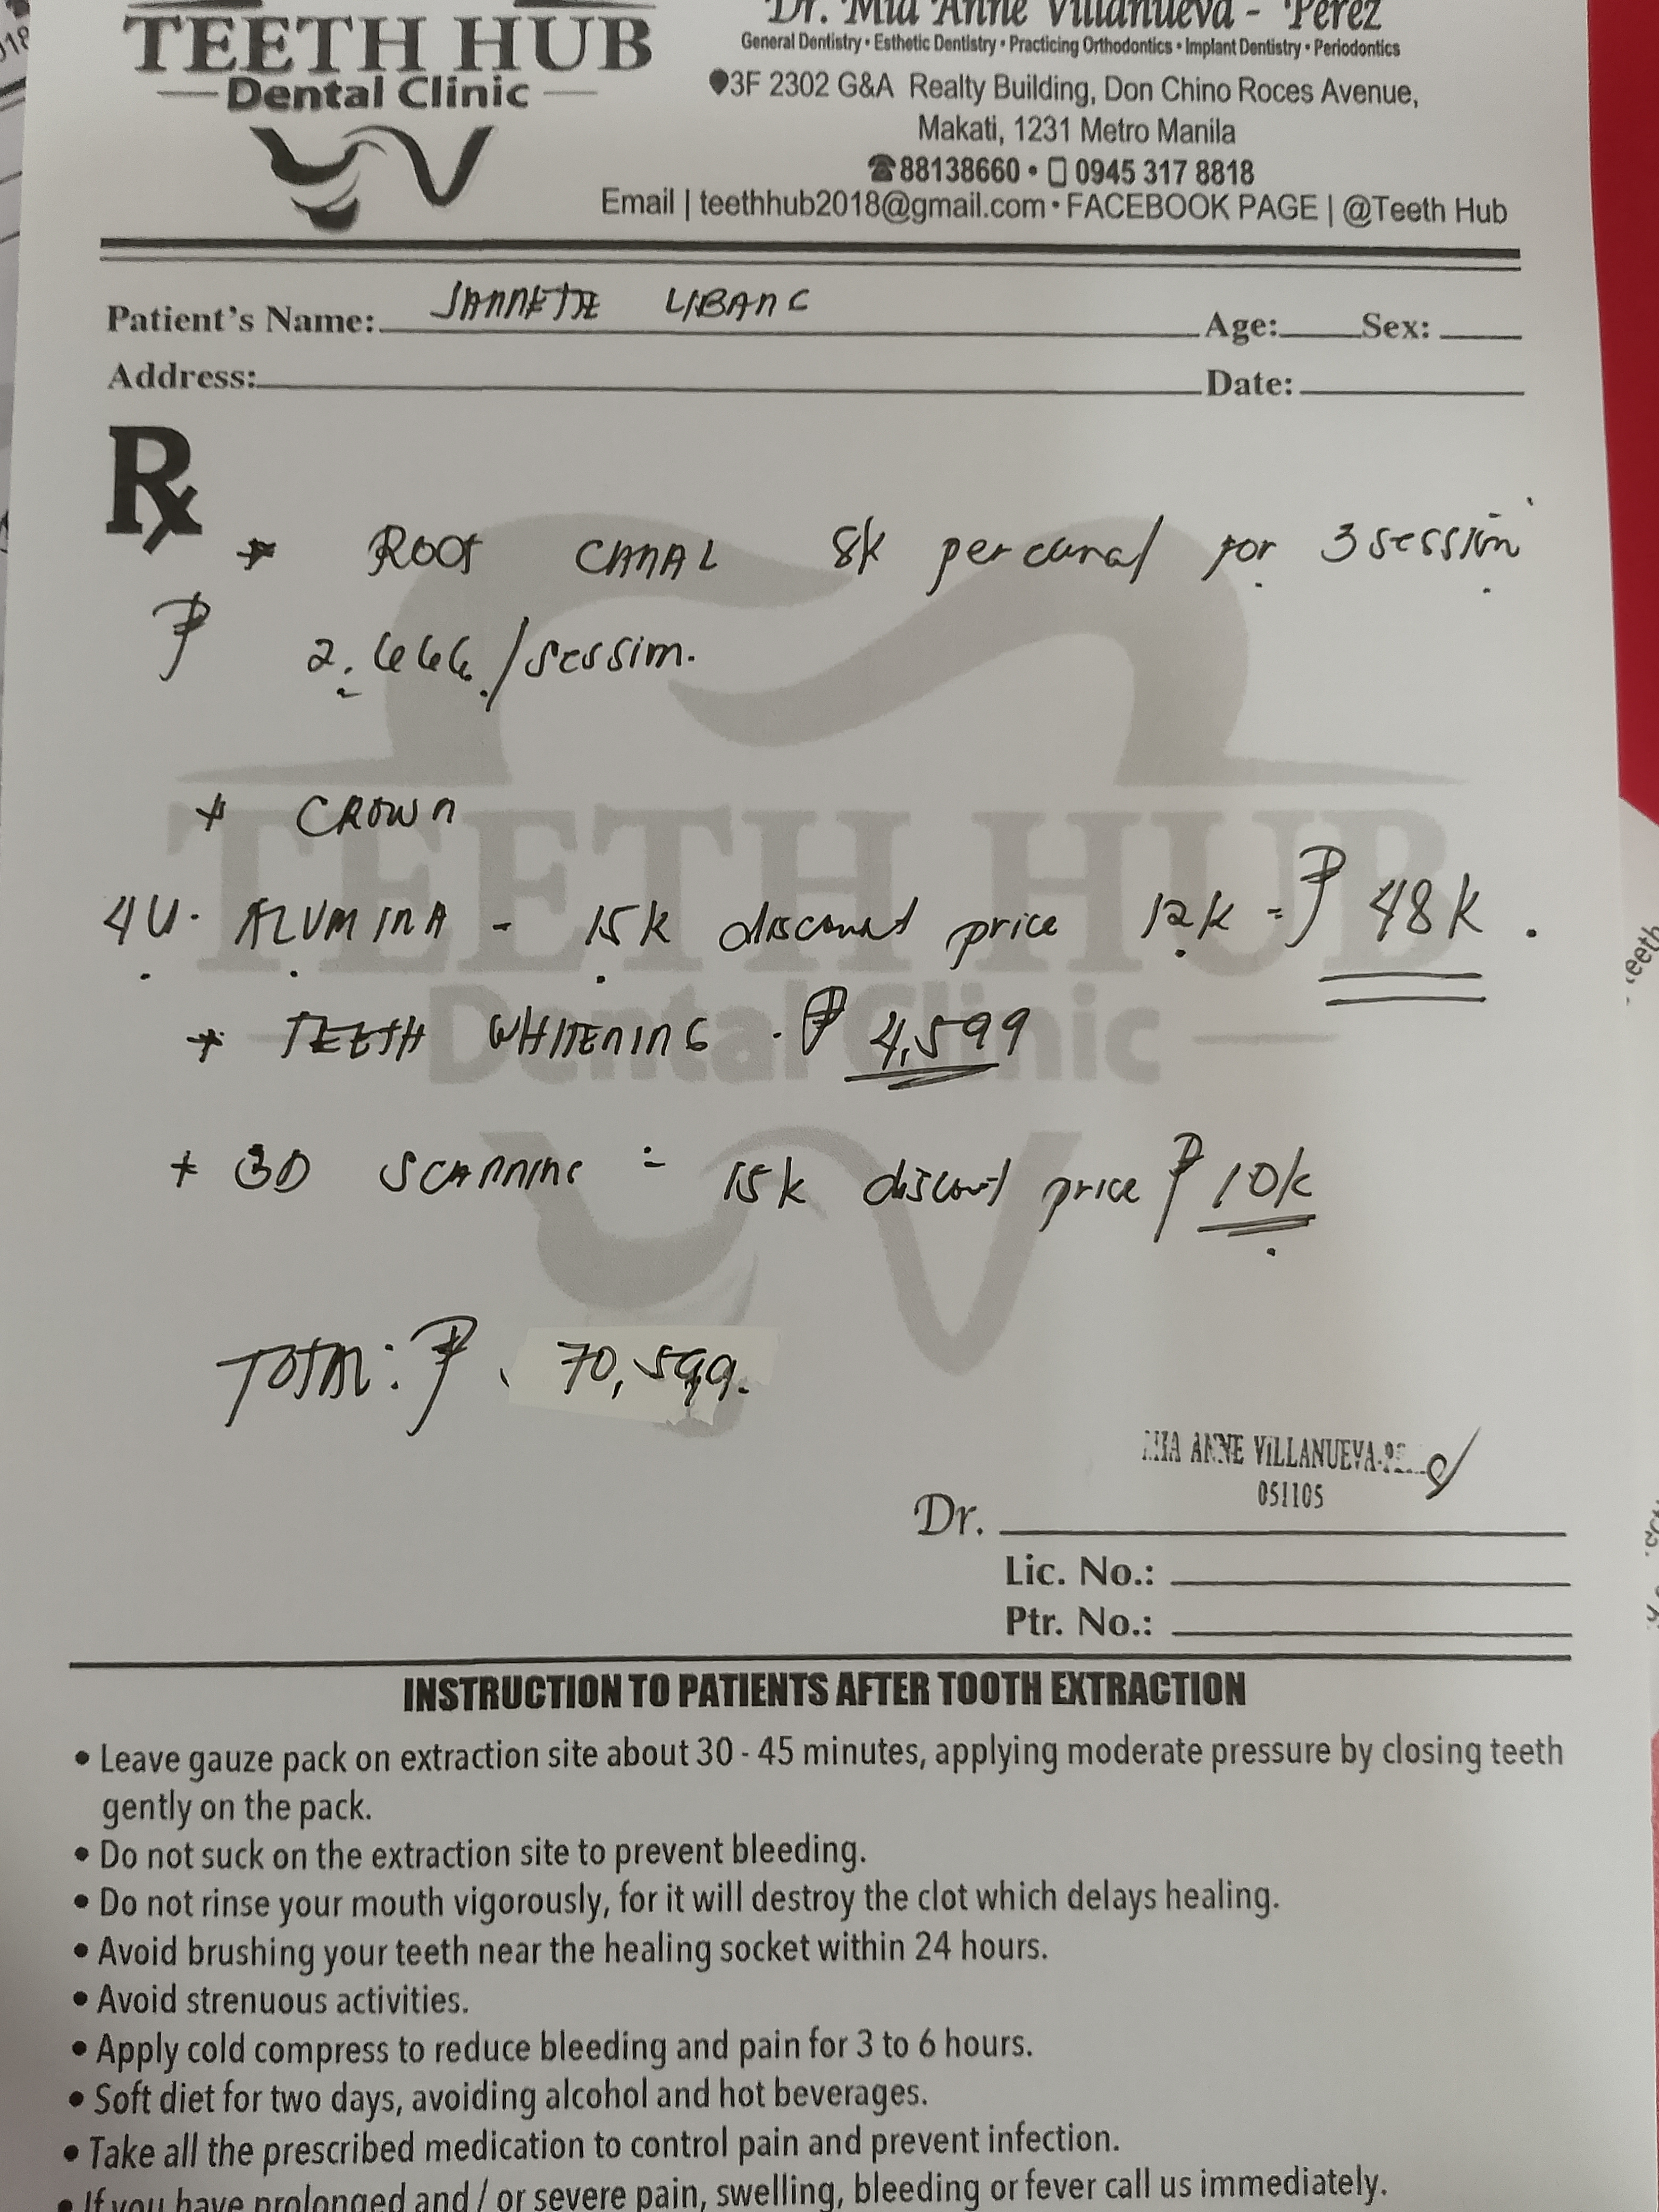 Dr. Mia Anne Villanueva - Perez
TEETH HUB
Dental Clinic
General Dentistry • Esthetic Dentistry • Practicing Orthodontics • Implant Dentistry • Periodontics
3F 2302 G&A Realty Building, Don Chino Roces Avenue,
Makati, 1231 Metro Manila
☎88138660 • 0945 317 8818
Email | teethhub2018@gmail.com • FACEBOOK PAGE | @Teeth Hub
Patient's Name: JANNETH LIBANG Age: Sex:
Address: Date:
Rx
* ROOT CANAL 8k per canal for 3 session
₱ 2,666/session.
* CROWN
4U. ALUMINA - 15k discount price 12k = ₱ 48k.
* TEETH WHITENING - ₱ 4,599
* 3D SCANNING = 15k discount price ₱ 10k
TOTAL: ₱ 70,599.
TEETH HUB
Dental Clinic
MIA ANNE VILLANUEVA-
051105
Dr.
Lic. No.:
Ptr. No.:
INSTRUCTION TO PATIENTS AFTER TOOTH EXTRACTION
• Leave gauze pack on extraction site about 30 - 45 minutes, applying moderate pressure by closing teeth
gently on the pack.
• Do not suck on the extraction site to prevent bleeding.
• Do not rinse your mouth vigorously, for it will destroy the clot which delays healing.
• Avoid brushing your teeth near the healing socket within 24 hours.
• Avoid strenuous activities.
• Apply cold compress to reduce bleeding and pain for 3 to 6 hours.
• Soft diet for two days, avoiding alcohol and hot beverages.
• Take all the prescribed medication to control pain and prevent infection.
• If you have prolonged and / or severe pain, swelling, bleeding or fever call us immediately.